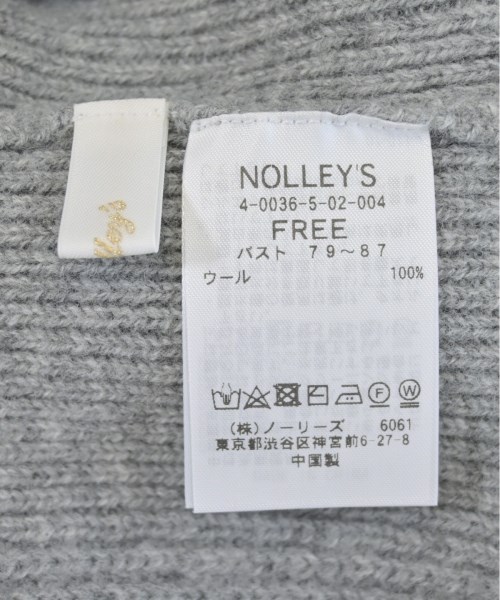 NOLLEY'S
4-0036-5-02-004
FREE
バスト 79～87
ウール 100%
(株)ノーリーズ 6061
東京都渋谷区神宮前6-27-8
中国製